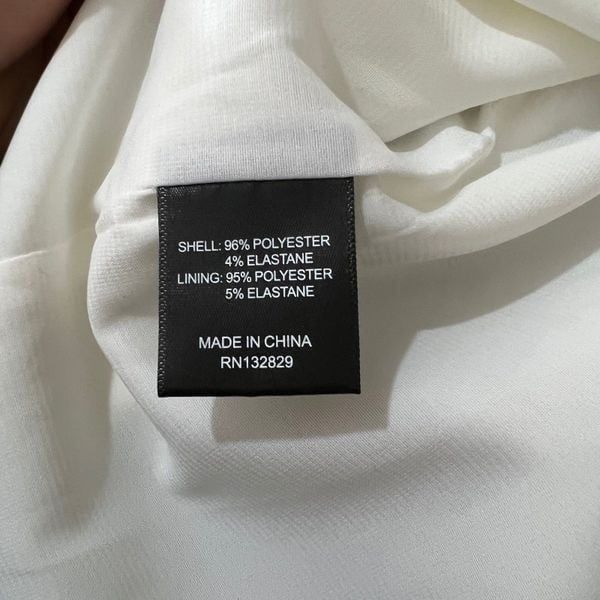 SHELL: 96% POLYESTER
4% ELASTANE
LINING: 95% POLYESTER
5% ELASTANE
MADE IN CHINA
RN132829